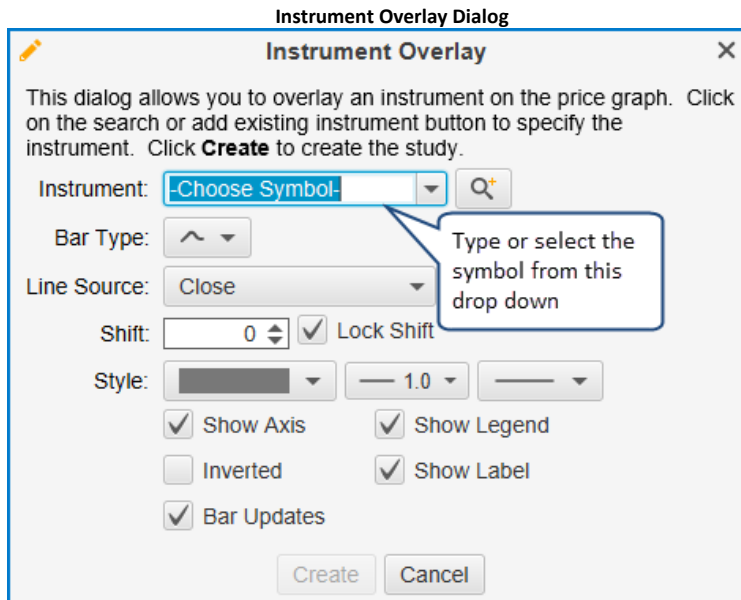 Instrument Overlay Dialog
Instrument Overlay
This dialog allows you to overlay an instrument on the price graph. Click
on the search or add existing instrument button to specify the
instrument. Click Create to create the study.
Instrument: -Choose Symbol-
Bar Type:
Type or select the
symbol from this
drop down
Line Source: Close
Shift: 0 Lock Shift
Style: 1.0
Show Axis Show Legend
Inverted Show Label
Bar Updates
Create Cancel